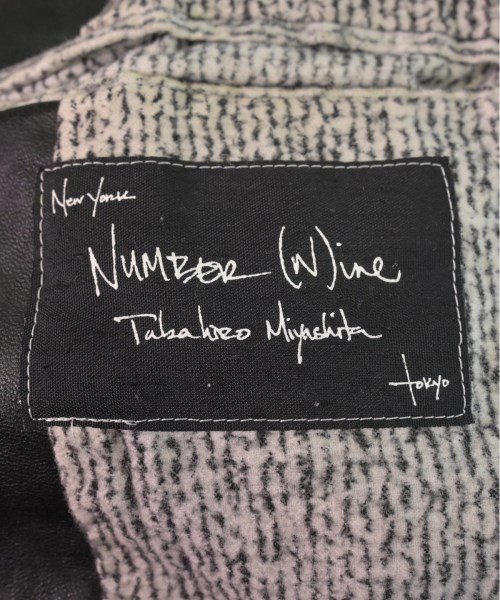 New York
NUMBER (N)ine
Takahiro Miyashita
tokyo